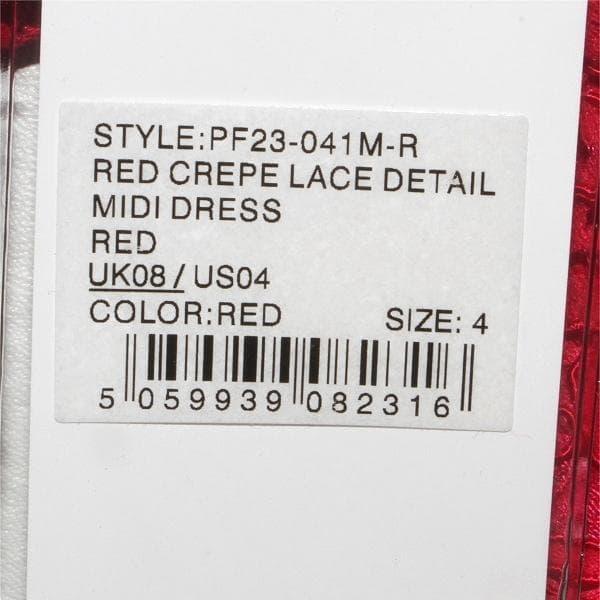 STYLE:PF23-041M-R
RED CREPE LACE DETAIL
MIDI DRESS
RED
UK08 / US04
COLOR:RED SIZE: 4
5 059939 082316